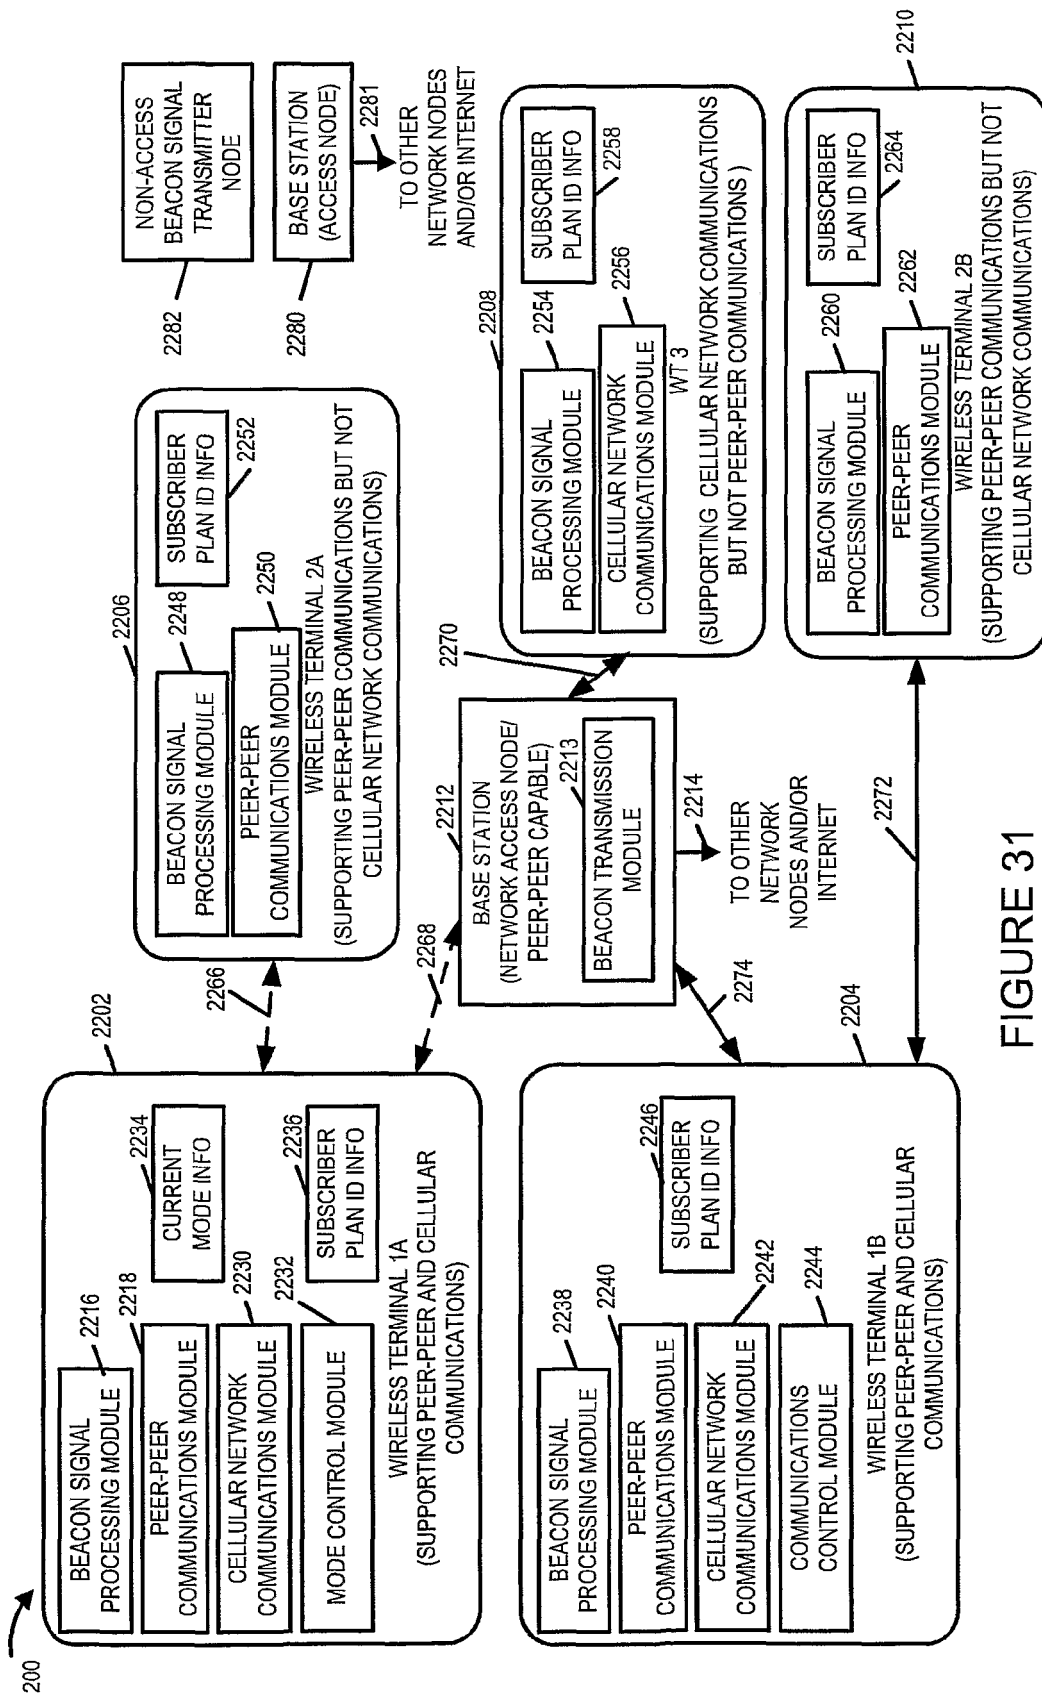 200
2202
BEACON SIGNAL
PROCESSING MODULE
2216
PEER-PEER
COMMUNICATIONS MODULE
2218
CELLULAR NETWORK
COMMUNICATIONS MODULE
2230
MODE CONTROL MODULE
2232
CURRENT
MODE INFO
2234
SUBSCRIBER
PLAN ID INFO
2236
WIRELESS TERMINAL 1A
(SUPPORTING PEER-PEER AND CELLULAR
COMMUNICATIONS)
2266
2268
2206
BEACON SIGNAL
PROCESSING MODULE
2248
SUBSCRIBER
PLAN ID INFO
2252
PEER-PEER
COMMUNICATIONS MODULE
2250
WIRELESS TERMINAL 2A
(SUPPORTING PEER-PEER COMMUNICATIONS BUT NOT
CELLULAR NETWORK COMMUNICATIONS)
2282
NON-ACCESS
BEACON SIGNAL
TRANSMITTER
NODE
2280
BASE STATION
(ACCESS NODE)
2281
TO OTHER
NETWORK NODES
AND/OR INTERNET
2212
BASE STATION
(NETWORK ACCESS NODE/
PEER-PEER CAPABLE)
2213
BEACON TRANSMISSION
MODULE
2214
TO OTHER
NETWORK
NODES AND/OR
INTERNET
2270
2274
2208
BEACON SIGNAL
PROCESSING MODULE
2254
SUBSCRIBER
PLAN ID INFO
2258
CELLULAR NETWORK
COMMUNICATIONS MODULE
2256
WT 3
(SUPPORTING CELLULAR NETWORK COMMUNICATIONS
BUT NOT PEER-PEER COMMUNICATIONS )
2204
BEACON SIGNAL
PROCESSING MODULE
2238
PEER-PEER
COMMUNICATIONS MODULE
2240
CELLULAR NETWORK
COMMUNICATIONS MODULE
2242
COMMUNICATIONS
CONTROL MODULE
2244
SUBSCRIBER
PLAN ID INFO
2246
WIRELESS TERMINAL 1B
(SUPPORTING PEER-PEER AND CELLULAR
COMMUNICATIONS)
2272
2210
BEACON SIGNAL
PROCESSING MODULE
2260
SUBSCRIBER
PLAN ID INFO
2264
PEER-PEER
COMMUNICATIONS MODULE
2262
WIRELESS TERMINAL 2B
(SUPPORTING PEER-PEER COMMUNICATIONS BUT NOT
CELLULAR NETWORK COMMUNICATIONS)
FIGURE 31